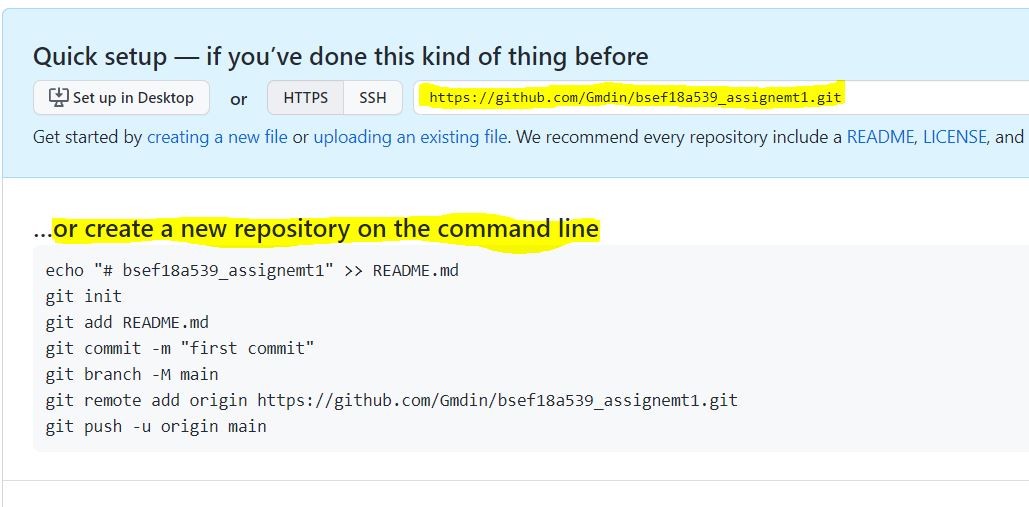 Quick setup — if you’ve done this kind of thing before
Set up in Desktop or HTTPS SSH https://github.com/Gmdin/bsef18a539_assignemt1.git
Get started by creating a new file or uploading an existing file. We recommend every repository include a README, LICENSE, and
…or create a new repository on the command line
echo "# bsef18a539_assignemt1" >> README.md
git init
git add README.md
git commit -m "first commit"
git branch -M main
git remote add origin https://github.com/Gmdin/bsef18a539_assignemt1.git
git push -u origin main